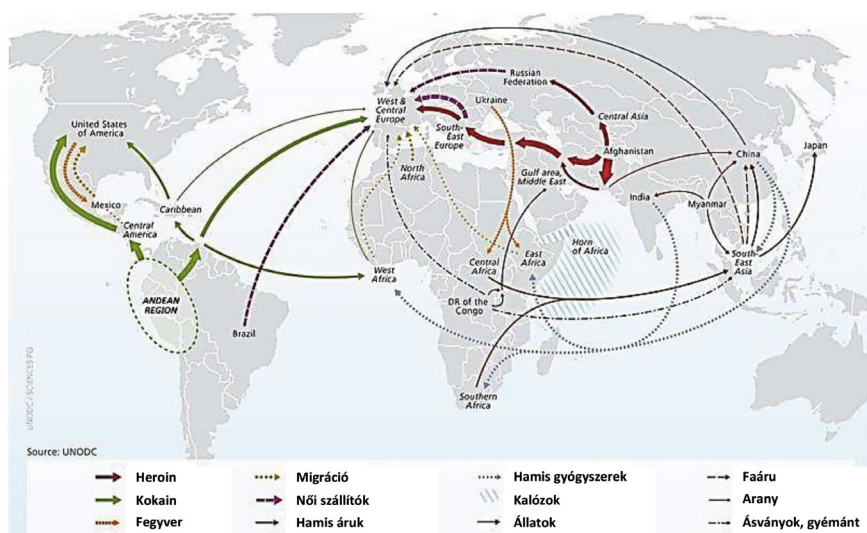 United States
of America
Mexico
Central
America
Caribbean
ANDEAN
REGION
Brazil
West &
Central
Europe
South-
East
Europe
Ukraine
Russian
Federation
Central Asia
Afghanistan
Gulf area,
Middle East
North
Africa
West
Africa
Central
Africa
East
Africa
Horn
of Africa
DR of the
Congo
Southern
Africa
India
Myanmar
China
Japan
South-
East
Asia
UNODC / SCIENCES PO
Source: UNODC
Heroin
Migráció
Hamis gyógyszerek
Faáru
Kokain
Női szállítók
Kalózok
Arany
Fegyver
Hamis áruk
Állatok
Ásványok, gyémánt